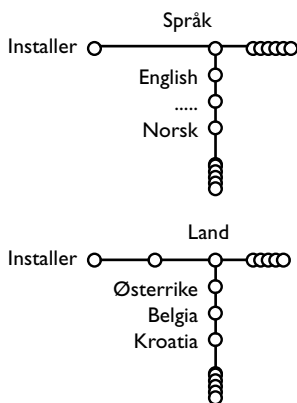 Språk
Installer
English
.....
Norsk
Land
Installer
Østerrike
Belgia
Kroatia